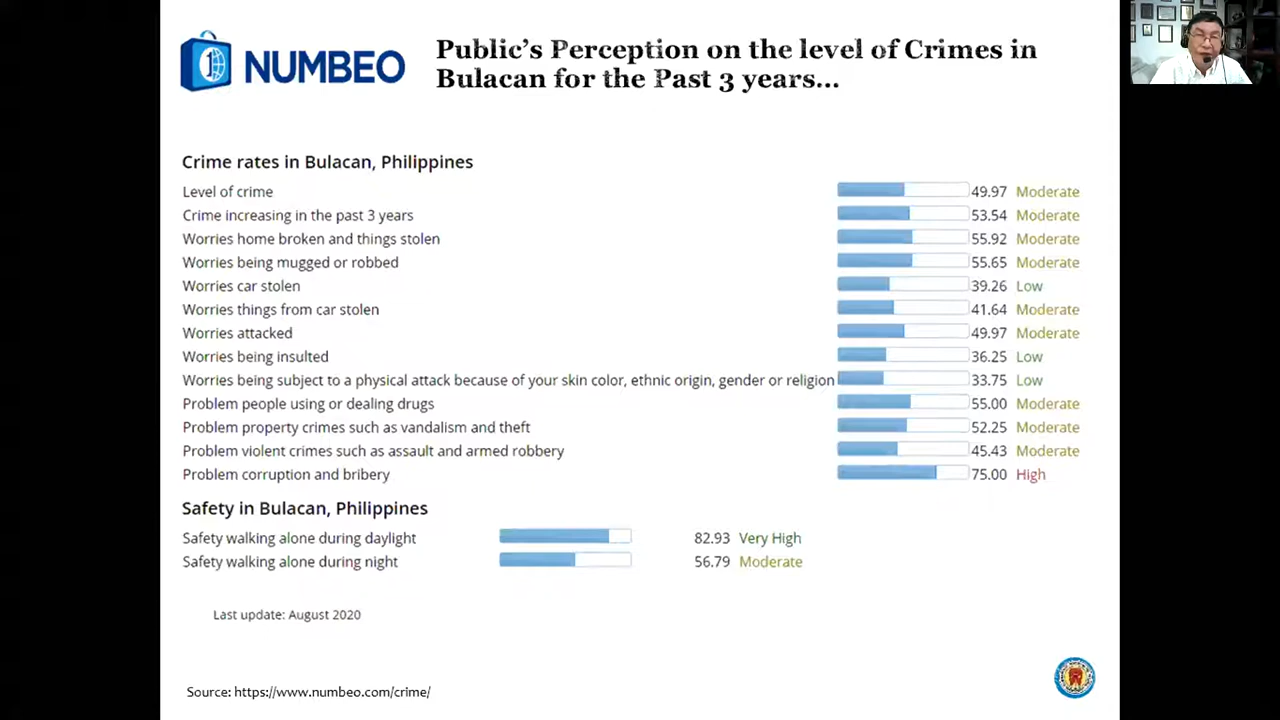 NUMBEO
Public's Perception on the level of Crimes in
Bulacan for the Past 3 years...
Crime rates in Bulacan, Philippines
Level of crime 49.97 Moderate
Crime increasing in the past 3 years 53.54 Moderate
Worries home broken and things stolen 55.92 Moderate
Worries being mugged or robbed 55.65 Moderate
Worries car stolen 39.26 Low
Worries things from car stolen 41.64 Moderate
Worries attacked 49.97 Moderate
Worries being insulted 36.25 Low
Worries being subject to a physical attack because of your skin color, ethnic origin, gender or religion 33.75 Low
Problem people using or dealing drugs 55.00 Moderate
Problem property crimes such as vandalism and theft 52.25 Moderate
Problem violent crimes such as assault and armed robbery 45.43 Moderate
Problem corruption and bribery 75.00 High
Safety in Bulacan, Philippines
Safety walking alone during daylight 82.93 Very High
Safety walking alone during night 56.79 Moderate
Last update: August 2020
Source: https://www.numbeo.com/crime/